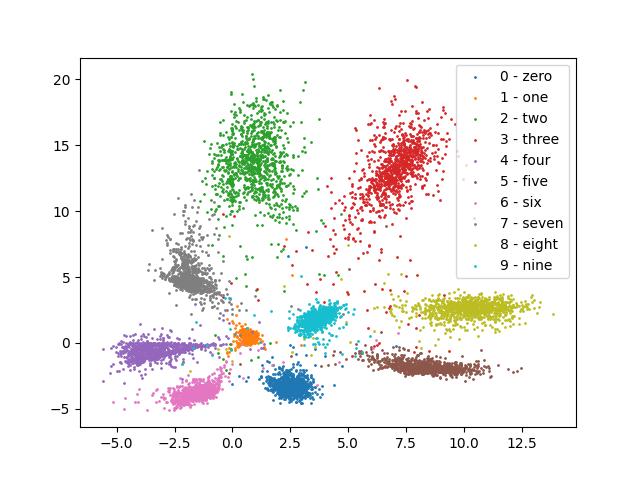 20
15
10
5
0
−5
−5.0 −2.5 0.0 2.5 5.0 7.5 10.0 12.5
0 - zero
1 - one
2 - two
3 - three
4 - four
5 - five
6 - six
7 - seven
8 - eight
9 - nine